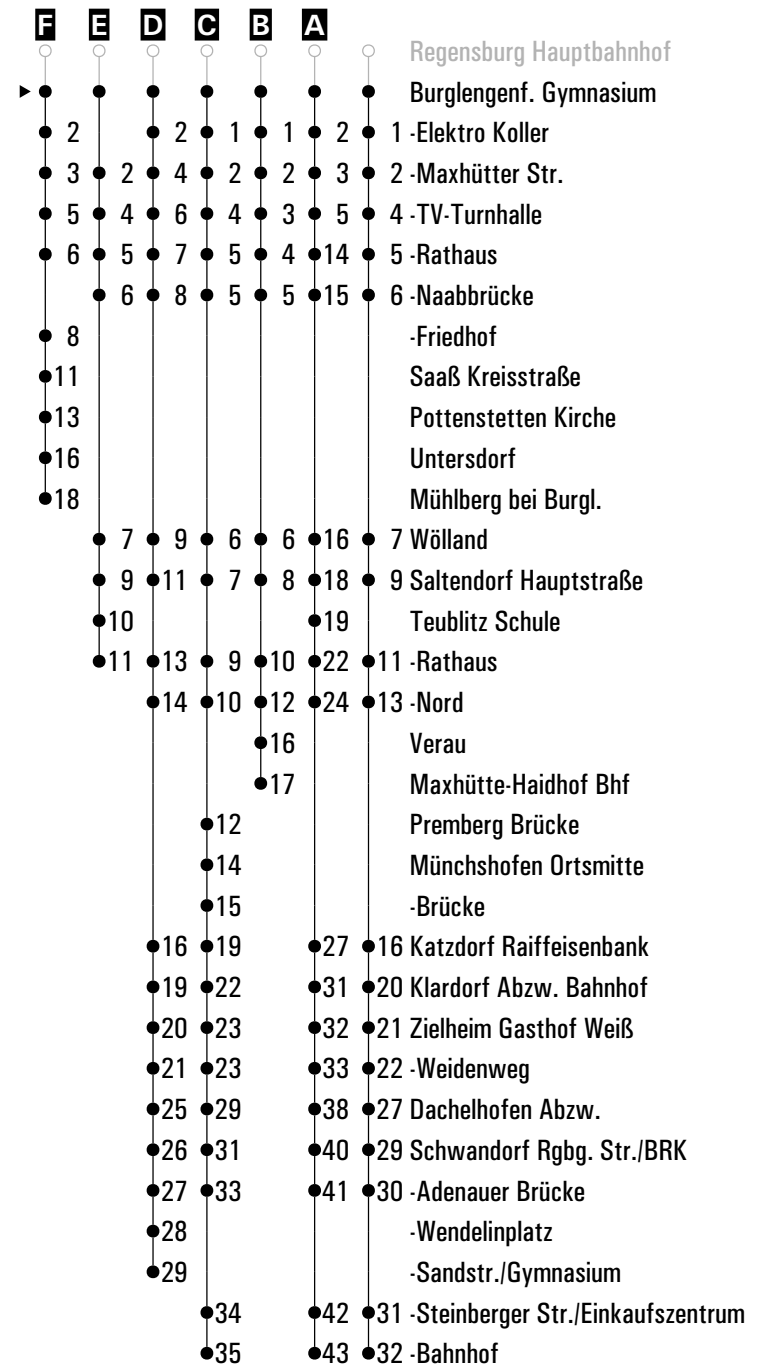 F E D C B A
Regensburg Hauptbahnhof
Burglengenf. Gymnasium
2 2 1 1 2 1 -Elektro Koller
3 2 4 2 2 3 2 -Maxhütter Str.
5 4 6 4 3 5 4 -TV-Turnhalle
6 5 7 5 4 14 5 -Rathaus
6 8 5 5 15 6 -Naabbrücke
8 -Friedhof
11 Saaß Kreisstraße
13 Pottenstetten Kirche
16 Untersdorf
18 Mühlberg bei Burgl.
7 9 6 6 16 7 Wölland
9 11 7 8 18 9 Saltendorf Hauptstraße
10 19 Teublitz Schule
11 13 9 10 22 11 -Rathaus
14 10 12 24 13 -Nord
16 Verau
17 Maxhütte-Haidhof Bhf
12 Premberg Brücke
14 Münchshofen Ortsmitte
15 -Brücke
16 19 27 16 Katzdorf Raiffeisenbank
19 22 31 20 Klardorf Abzw. Bahnhof
20 23 32 21 Zielheim Gasthof Weiß
21 23 33 22 -Weidenweg
25 29 38 27 Dachelhofen Abzw.
26 31 40 29 Schwandorf Rgbg. Str./BRK
27 33 41 30 -Adenauer Brücke
28 -Wendelinplatz
29 -Sandstr./Gymnasium
34 42 31 -Steinberger Str./Einkaufszentrum
35 43 32 -Bahnhof